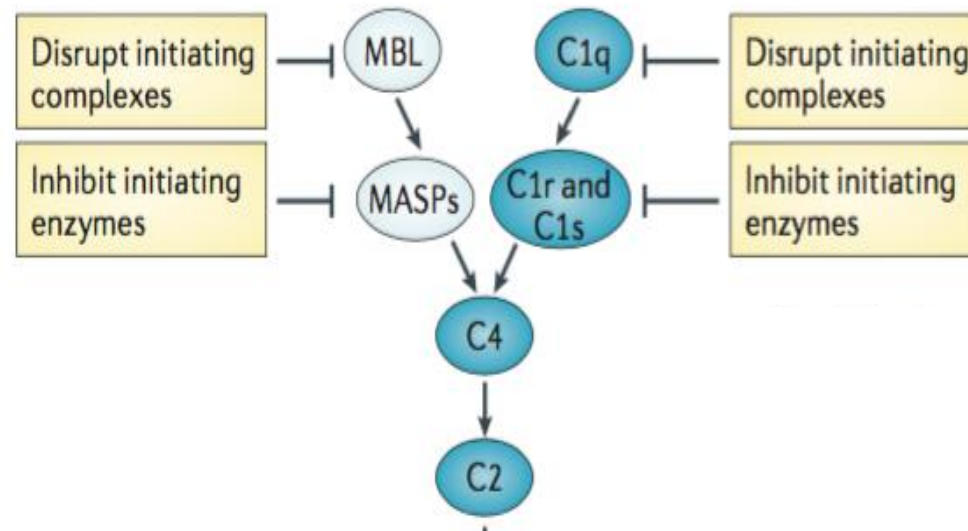 Disrupt initiating
complexes
MBL
C1q
Disrupt initiating
complexes
Inhibit initiating
enzymes
MASPs
C1r and
C1s
Inhibit initiating
enzymes
C4
C2